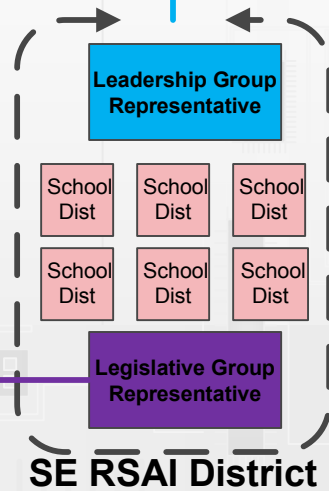 Leadership Group
Representative
School School School
Dist Dist Dist
School School School
Dist Dist Dist
Legislative Group
Representative
SE RSAI District